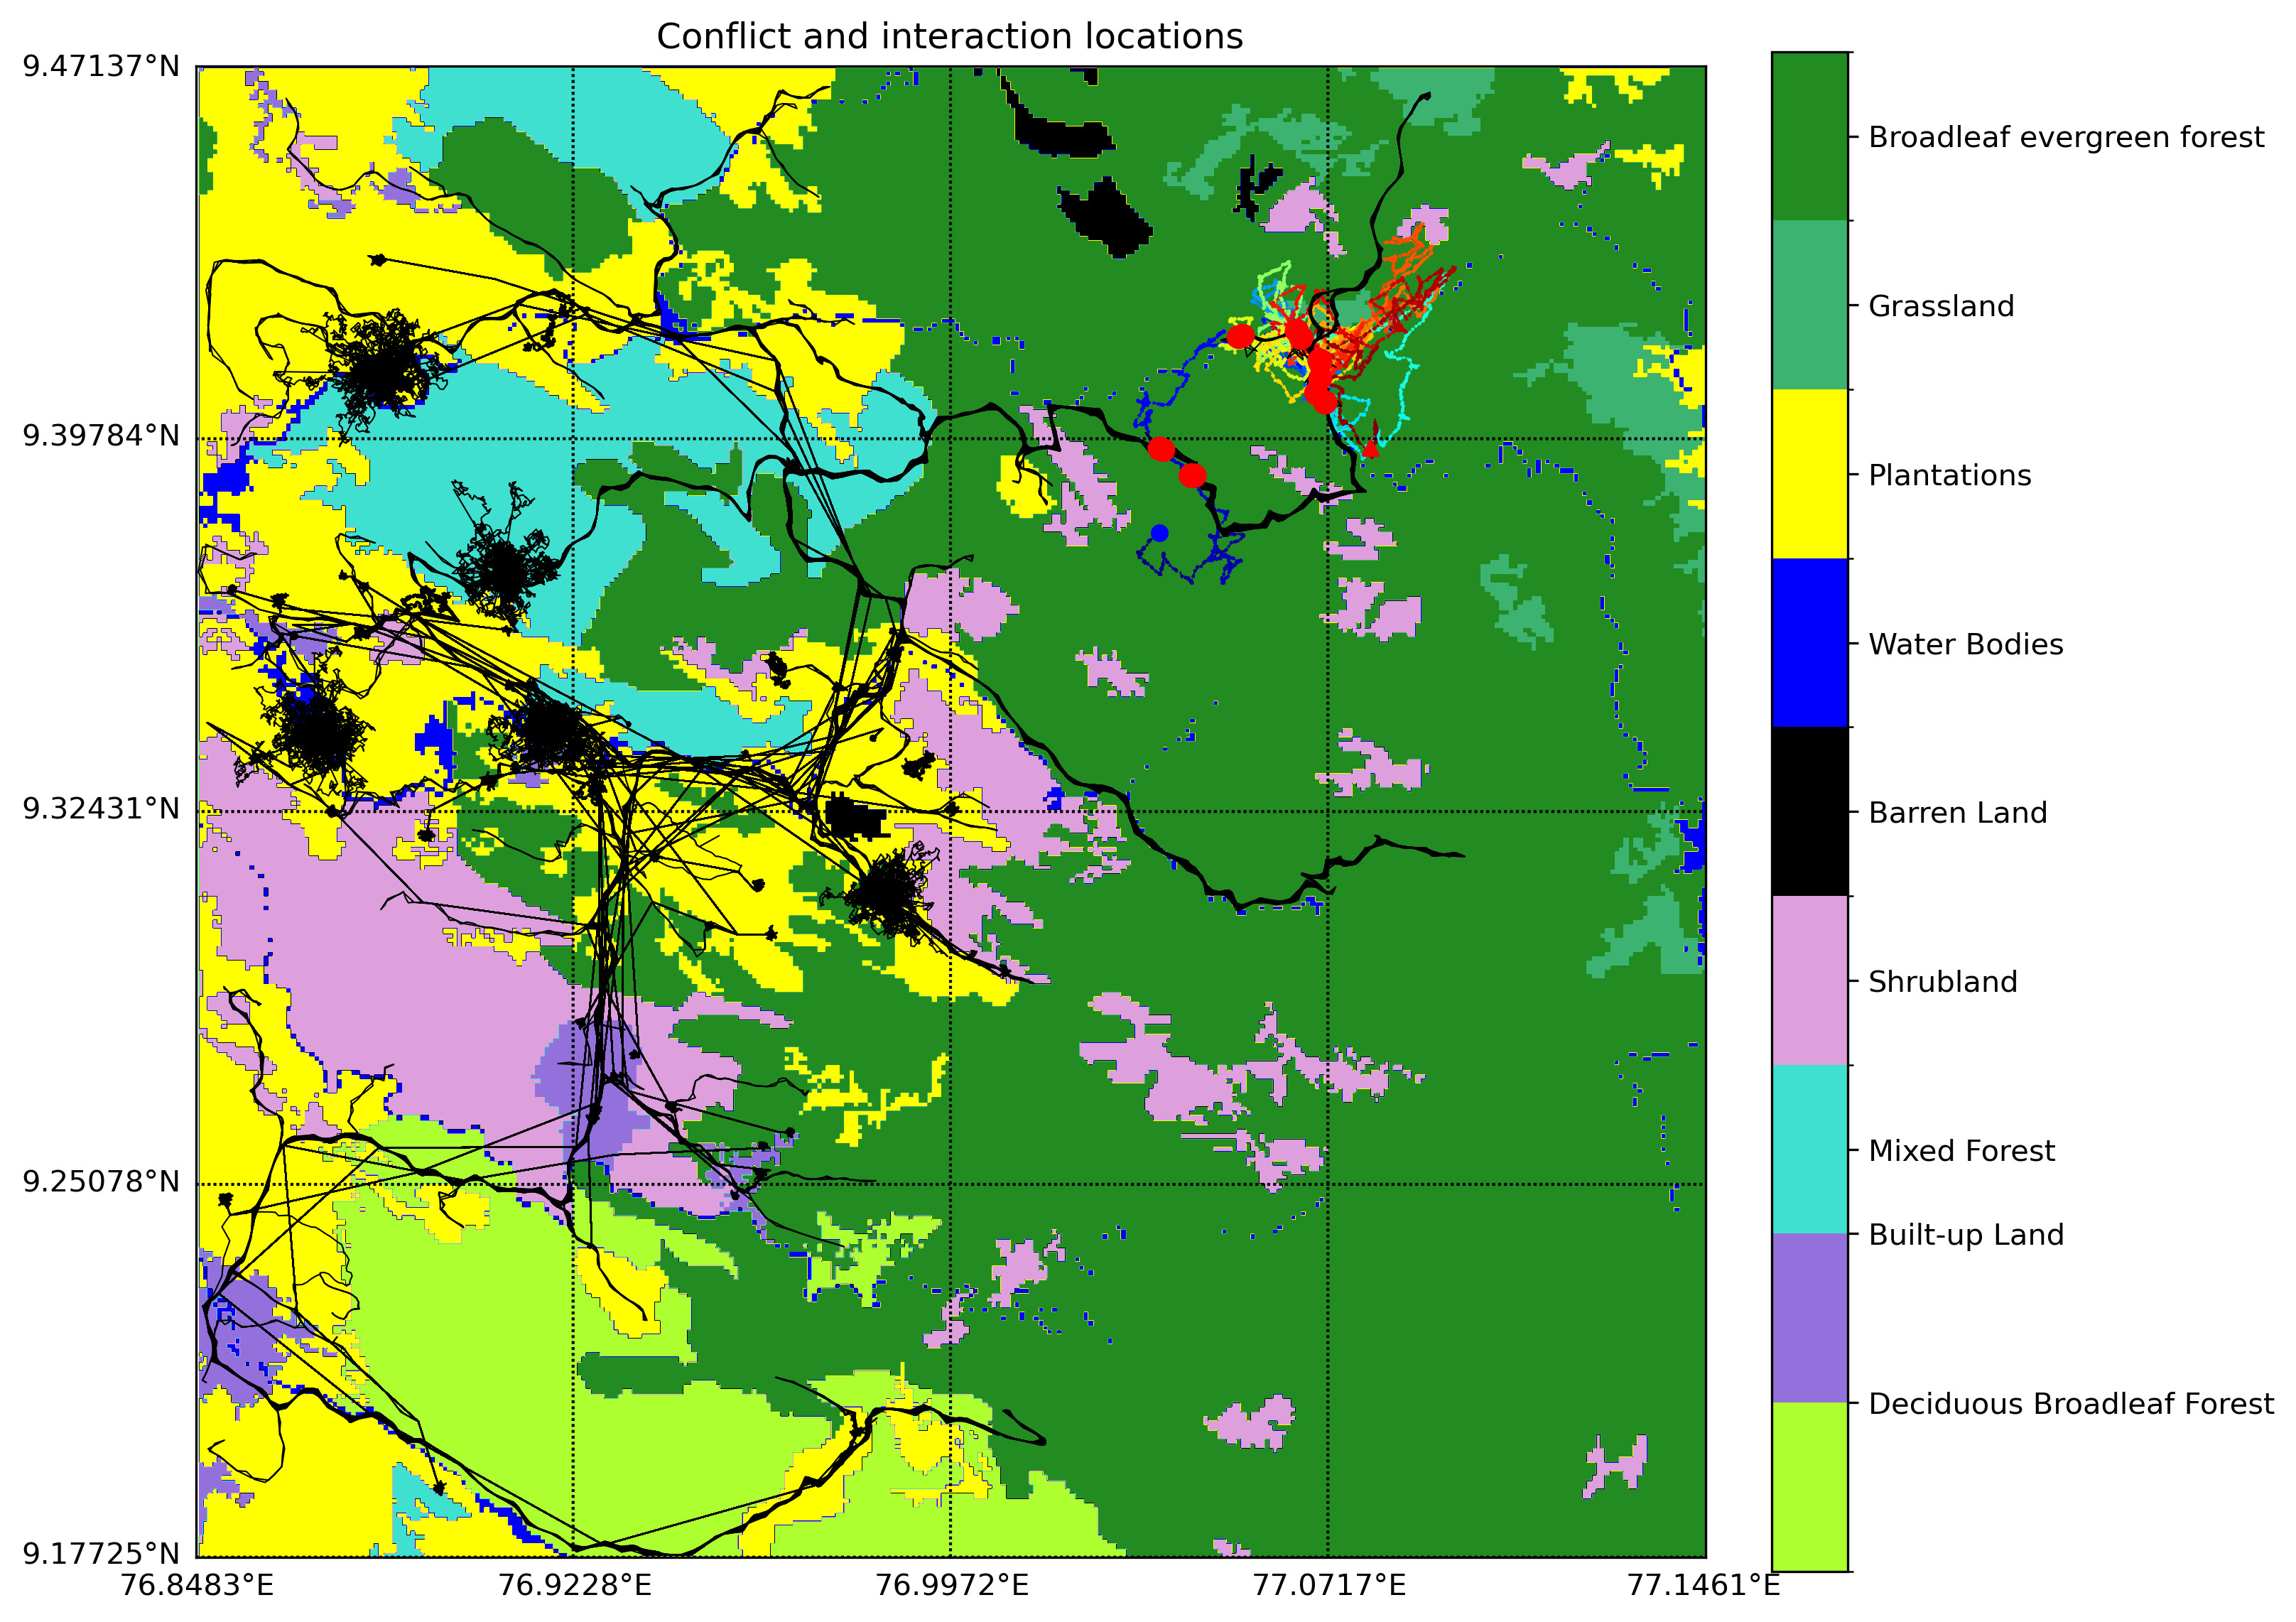 Conflict and interaction locations
9.47137°N
9.39784°N
9.32431°N
9.25078°N
9.17725°N
76.8483°E
76.9228°E
76.9972°E
77.0717°E
77.1461°E
Broadleaf evergreen forest
Grassland
Plantations
Water Bodies
Barren Land
Shrubland
Mixed Forest
Built-up Land
Deciduous Broadleaf Forest